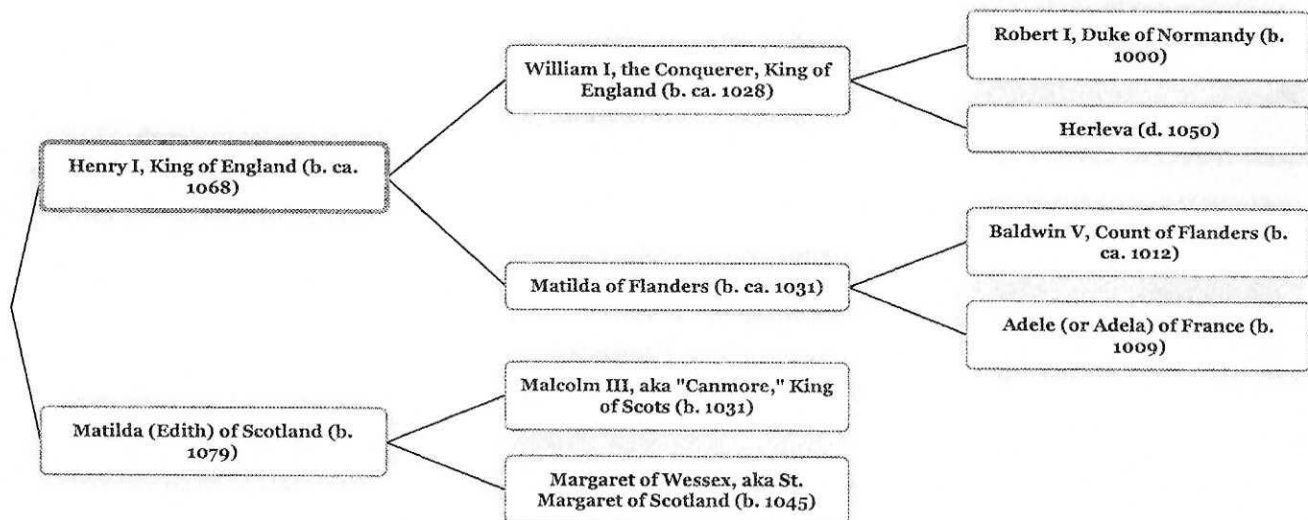 Robert I, Duke of Normandy (b.
1000)
William I, the Conquerer, King of
England (b. ca. 1028)
Herleva (d. 1050)
Henry I, King of England (b. ca.
1068)
Baldwin V, Count of Flanders (b.
ca. 1012)
Matilda of Flanders (b. ca. 1031)
Adele (or Adela) of France (b.
1009)
Malcolm III, aka "Canmore," King
of Scots (b. 1031)
Matilda (Edith) of Scotland (b.
1079)
Margaret of Wessex, aka St.
Margaret of Scotland (b. 1045)